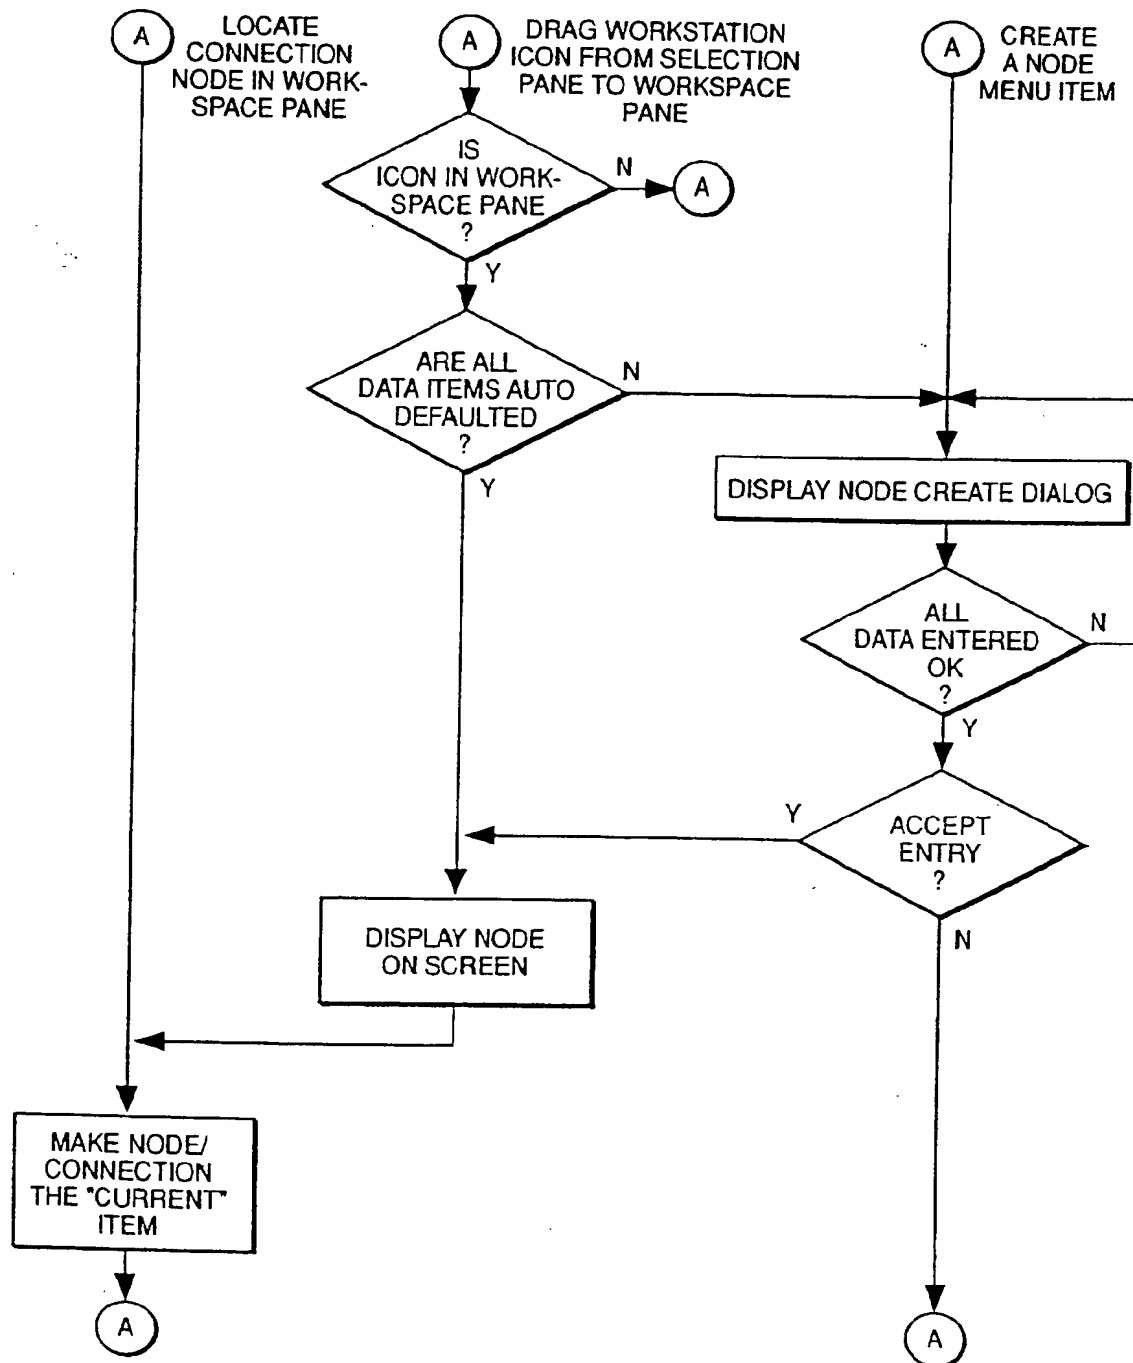 A
LOCATE
CONNECTION
NODE IN WORK-
SPACE PANE
A
DRAG WORKSTATION
ICON FROM SELECTION
PANE TO WORKSPACE
PANE
A
CREATE
A NODE
MENU ITEM
IS
ICON IN WORK-
SPACE PANE
?
N
A
Y
ARE ALL
DATA ITEMS AUTO
DEFAULTED
?
N
Y
DISPLAY NODE CREATE DIALOG
ALL
DATA ENTERED
OK
?
N
Y
ACCEPT
ENTRY
?
Y
N
DISPLAY NODE
ON SCREEN
MAKE NODE/
CONNECTION
THE "CURRENT"
ITEM
A
A